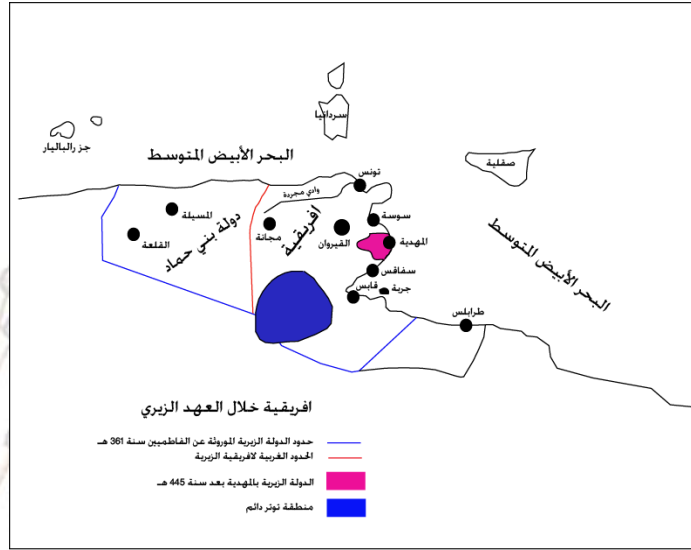 سردانيا
جزر البليار
البحر الأبيض المتوسط
صقلية
تونس
وادي مجردة
المسيلة
القلعة
دولة بني حماد
مجانة
افريقية
القيروان
سوسة
المهدية
سفاقس
جربة
قابس
طرابلس
البحر الأبيض المتوسط
افريقية خلال العهد الزيري
حدود الدولة الزيرية الموروثة عن الفاطميين سنة 361 هـ
الحدود الغربية لافريقية الزيرية
الدولة الزيرية بالمهدية بعد سنة 445 هـ
منطقة توتر دائم